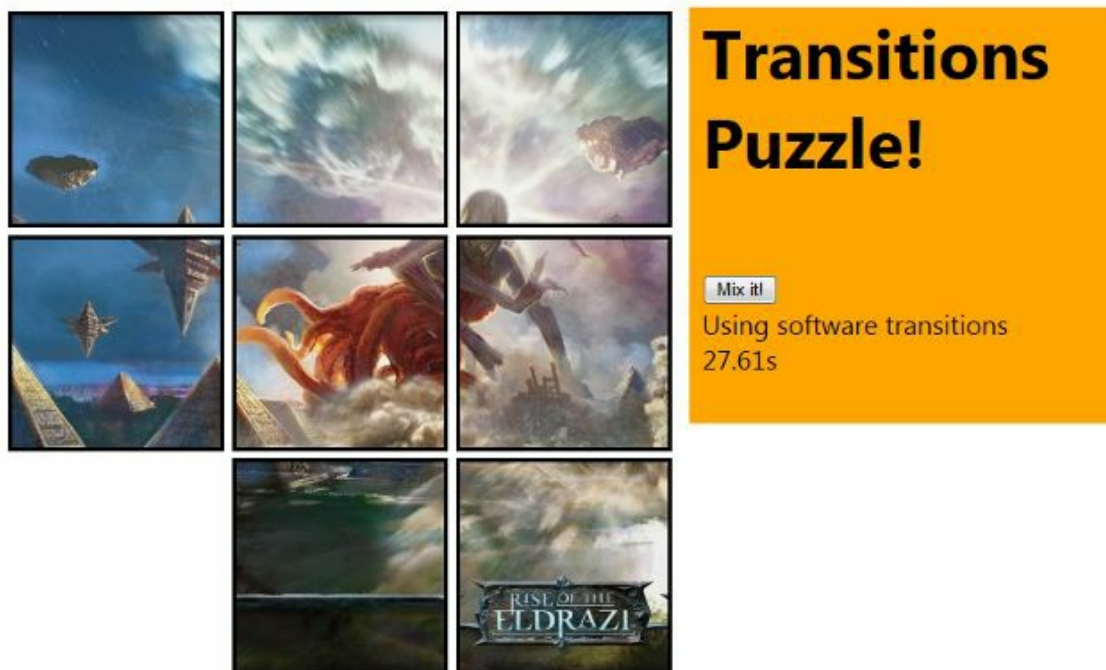 Transitions
Puzzle!
Mix it!
Using software transitions
27.61s
RISE OF THE
ELDRAZI